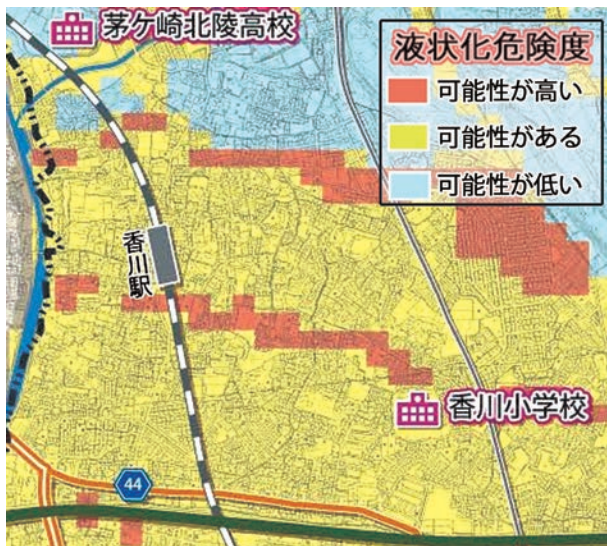 茅ケ崎北陵高校
液状化危険度
可能性が高い
可能性がある
可能性が低い
香川駅
香川小学校
44